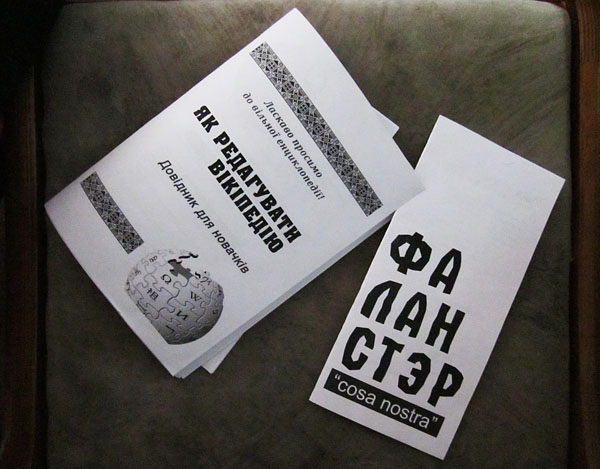 Ласкаво просимо
до вільної енциклопедії!
ЯК РЕДАГУВАТИ
ВІКІПЕДІЮ
Довідник для новачків
W
Ω
И
ФА
ЛАН
СТЭР
“cosa nostra”